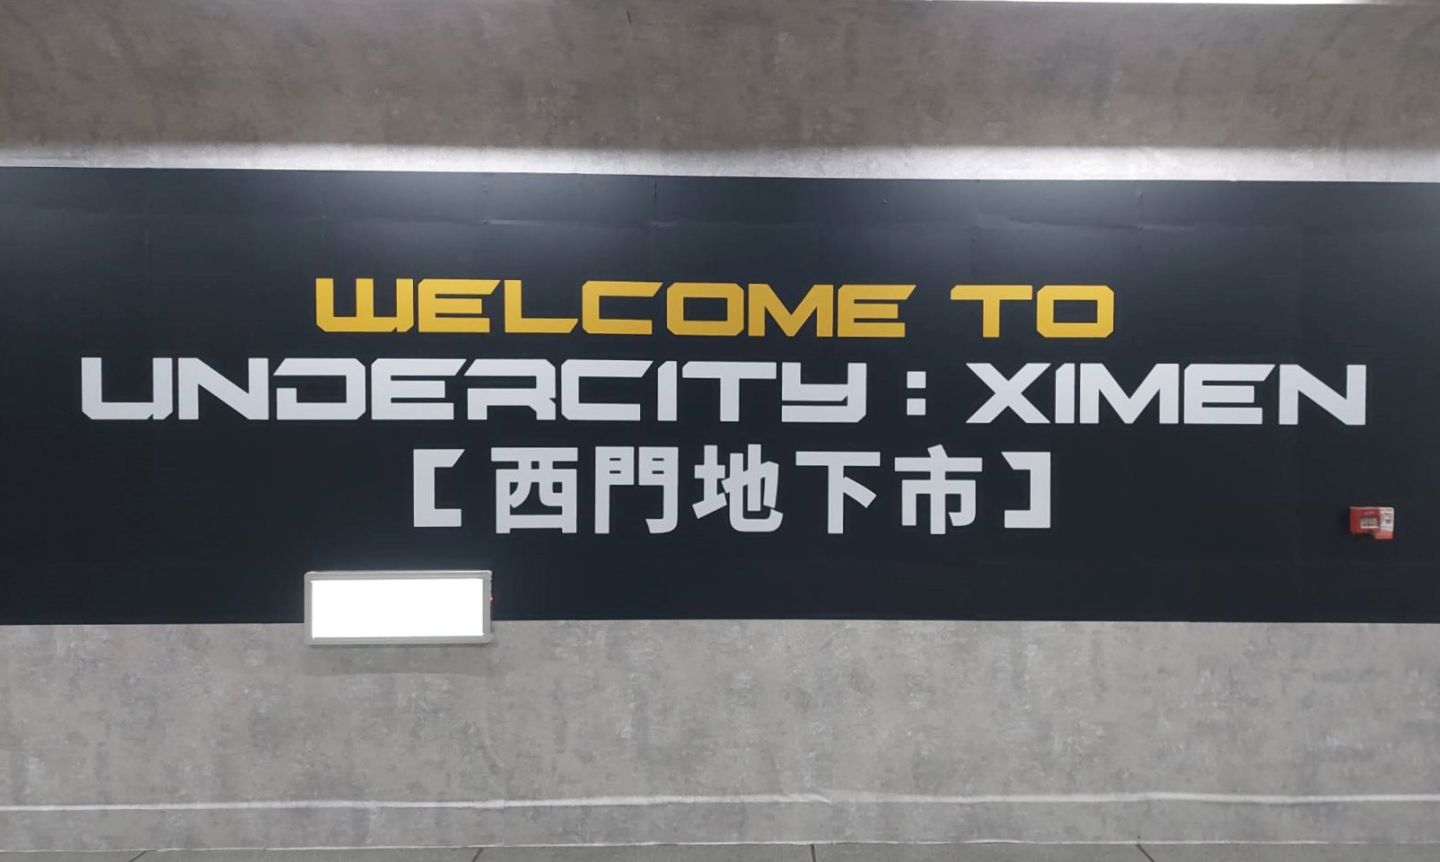 WELCOME TO
UNDERCITY : XIMEN
[ 西門地下市 ]